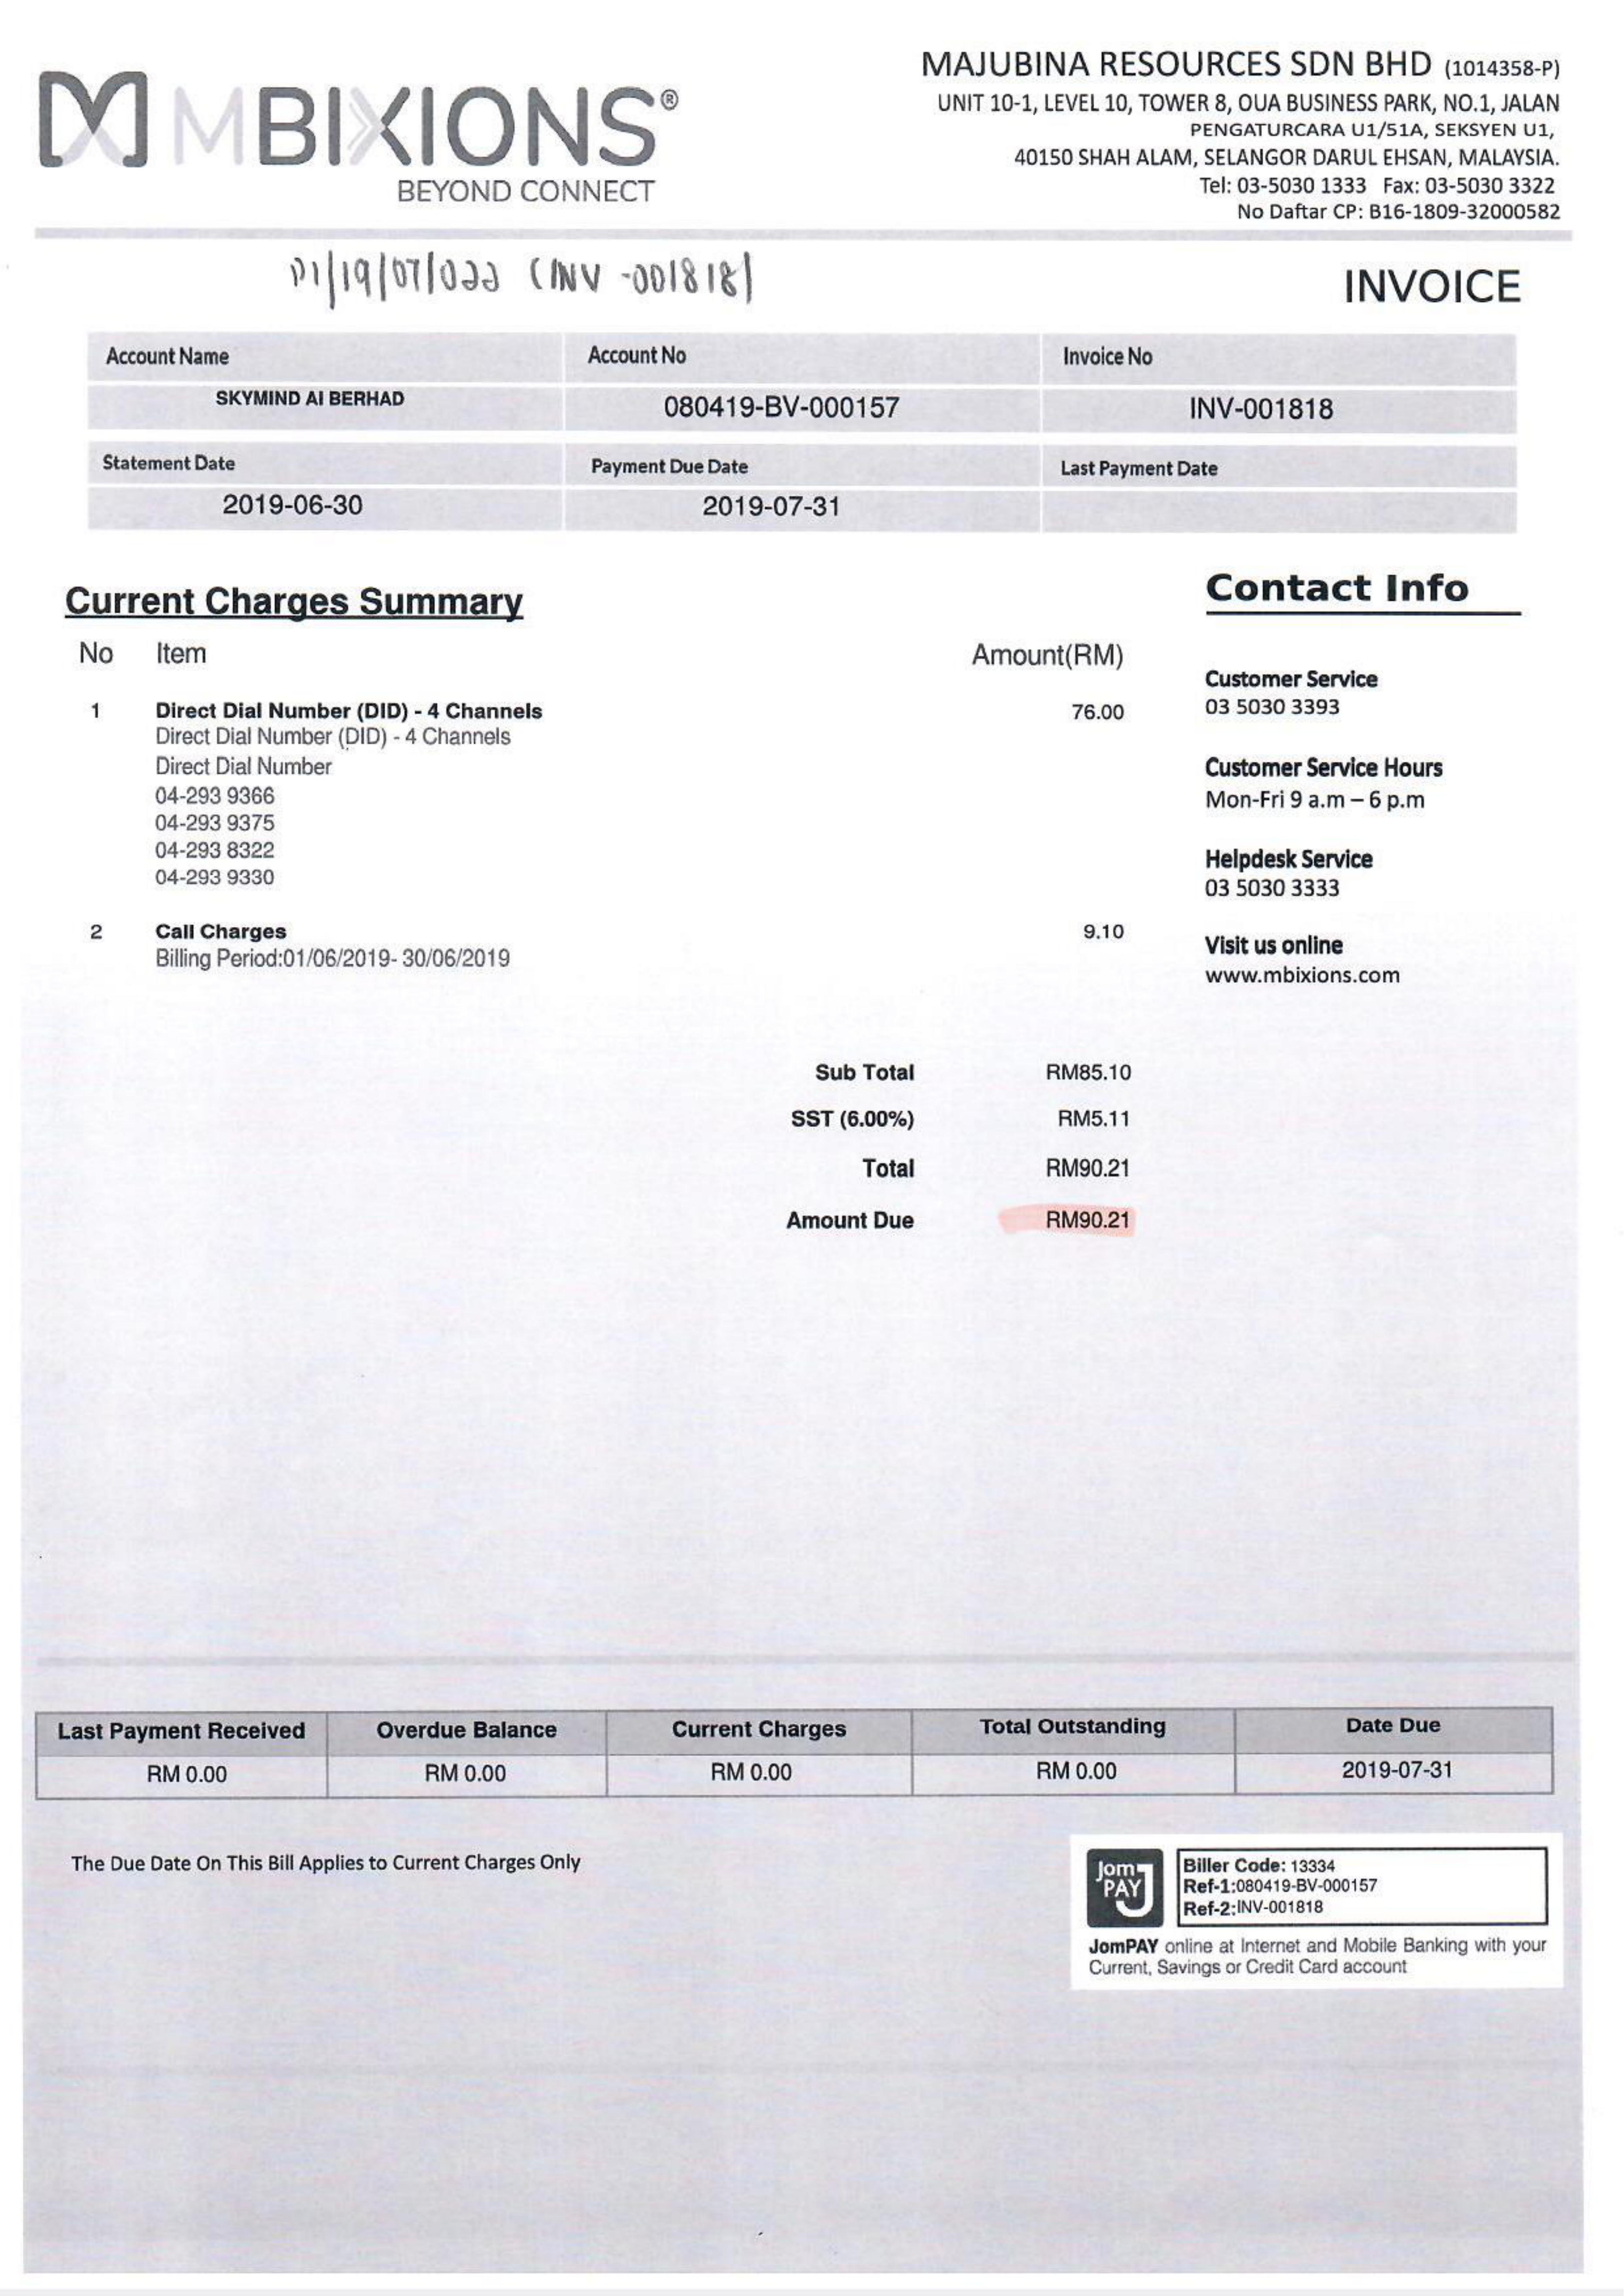 MBIXIONS®
BEYOND CONNECT
MAJUBINA RESOURCES SDN BHD (1014358-P)
UNIT 10-1, LEVEL 10, TOWER 8, OUA BUSINESS PARK, NO.1, JALAN
PENGATURCARA U1/51A, SEKSYEN U1,
40150 SHAH ALAM, SELANGOR DARUL EHSAN, MALAYSIA.
Tel: 03-5030 1333 Fax: 03-5030 3322
No Daftar CP: B16-1809-32000582
PI/19/07/022 (INV-001818)
INVOICE
Account Name Account No Invoice No
SKYMIND AI BERHAD 080419-BV-000157 INV-001818
Statement Date Payment Due Date Last Payment Date
2019-06-30 2019-07-31
Current Charges Summary
No Item Amount(RM)
1 Direct Dial Number (DID) - 4 Channels 76.00
Direct Dial Number (DID) - 4 Channels
Direct Dial Number
04-293 9366
04-293 9375
04-293 8322
04-293 9330
2 Call Charges 9.10
Billing Period:01/06/2019- 30/06/2019
Sub Total RM85.10
SST (6.00%) RM5.11
Total RM90.21
Amount Due RM90.21
Contact Info
Customer Service
03 5030 3393
Customer Service Hours
Mon-Fri 9 a.m – 6 p.m
Helpdesk Service
03 5030 3333
Visit us online
www.mbixions.com
Last Payment Received Overdue Balance Current Charges Total Outstanding Date Due
RM 0.00 RM 0.00 RM 0.00 RM 0.00 2019-07-31
The Due Date On This Bill Applies to Current Charges Only
Jom
PAY
Biller Code: 13334
Ref-1:080419-BV-000157
Ref-2:INV-001818
JomPAY online at Internet and Mobile Banking with your
Current, Savings or Credit Card account